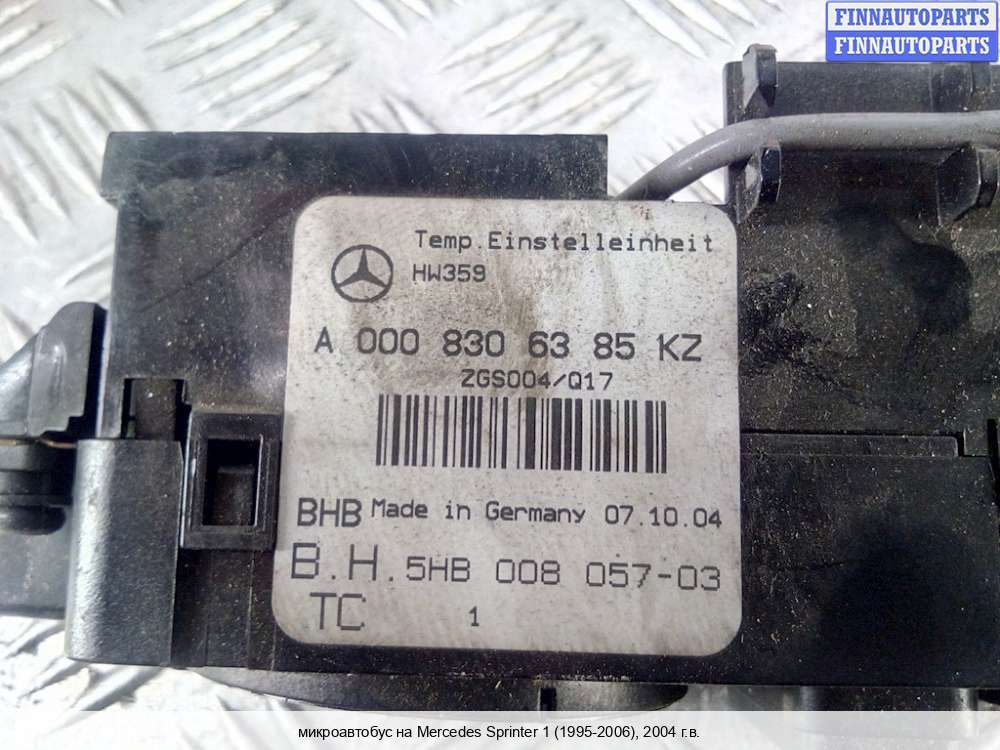 FINNAUTOPARTS
FINNAUTOPARTS
Temp.Einstelleinheit
HW359
A 000 830 63 85 KZ
ZGS004/Q17
BHB Made in Germany 07.10.04
B.H. 5HB 008 057-03
TC 1
микроавтобус на Mercedes Sprinter 1 (1995-2006), 2004 г.в.